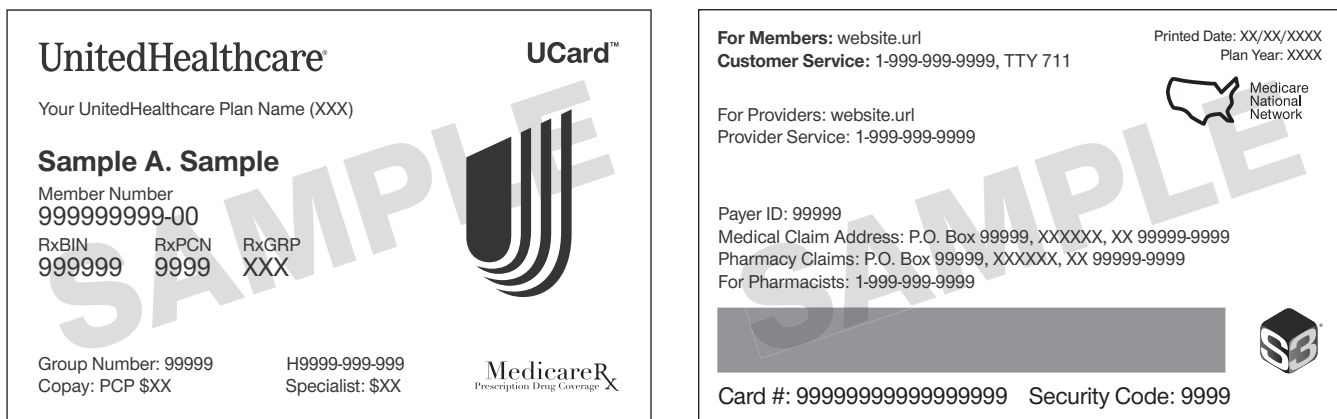 UnitedHealthcare®
UCard™
Your UnitedHealthcare Plan Name (XXX)
Sample A. Sample
Member Number
999999999-00
RxBIN RxPCN RxGRP
999999 9999 XXX
Group Number: 99999 H9999-999-999
Copay: PCP $XX Specialist: $XX
MedicareRx
Prescription Drug Coverage
SAMPLE
For Members: website.url
Customer Service: 1-999-999-9999, TTY 711
Printed Date: XX/XX/XXXX
Plan Year: XXXX
Medicare
National
Network
For Providers: website.url
Provider Service: 1-999-999-9999
Payer ID: 99999
Medical Claim Address: P.O. Box 99999, XXXXXX, XX 99999-9999
Pharmacy Claims: P.O. Box 99999, XXXXXX, XX 99999-9999
For Pharmacists: 1-999-999-9999
S3®
Card #: 99999999999999999 Security Code: 9999
SAMPLE